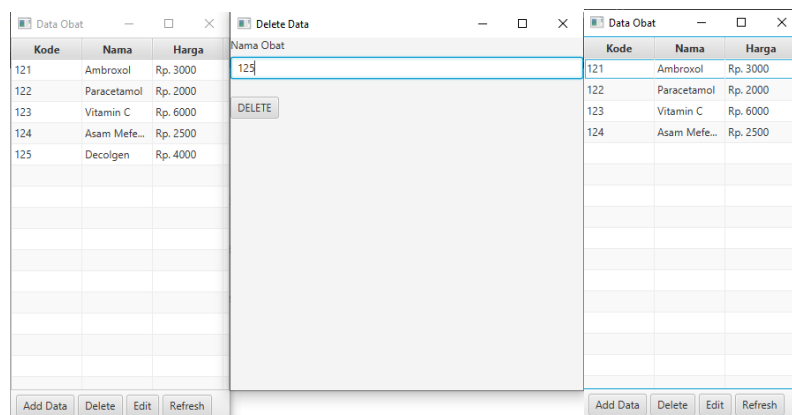 Data Obat
Kode Nama Harga
121 Ambroxol Rp. 3000
122 Paracetamol Rp. 2000
123 Vitamin C Rp. 6000
124 Asam Mefe... Rp. 2500
125 Decolgen Rp. 4000
Add Data Delete Edit Refresh
Delete Data
Nama Obat
125
DELETE
Data Obat
Kode Nama Harga
121 Ambroxol Rp. 3000
122 Paracetamol Rp. 2000
123 Vitamin C Rp. 6000
124 Asam Mefe... Rp. 2500
Add Data Delete Edit Refresh